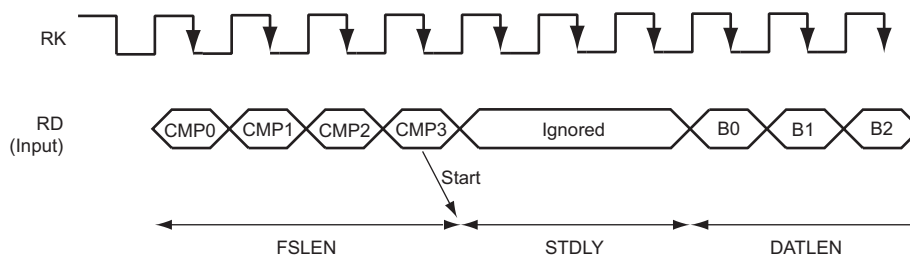 RK
RD
(Input)
CMP0 CMP1 CMP2 CMP3 Ignored B0 B1 B2
Start
FSLEN STDLY DATLEN